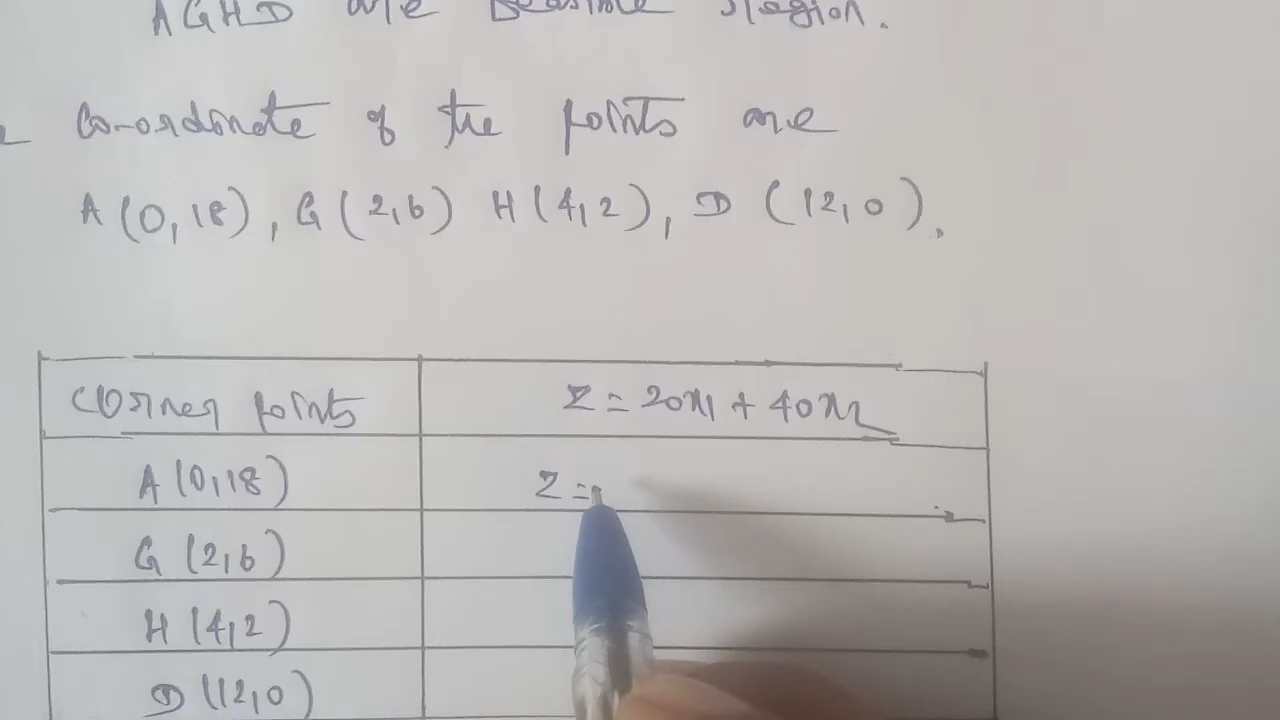 AGHD are Feasible region.
Co-ordinate of the points are
A (0,18), G (2,6) H (4,2), D (12,0).
Corner points Z = 20x1 + 40x2
A (0,18) Z =
G (2,6)
H (4,2)
D (12,0)